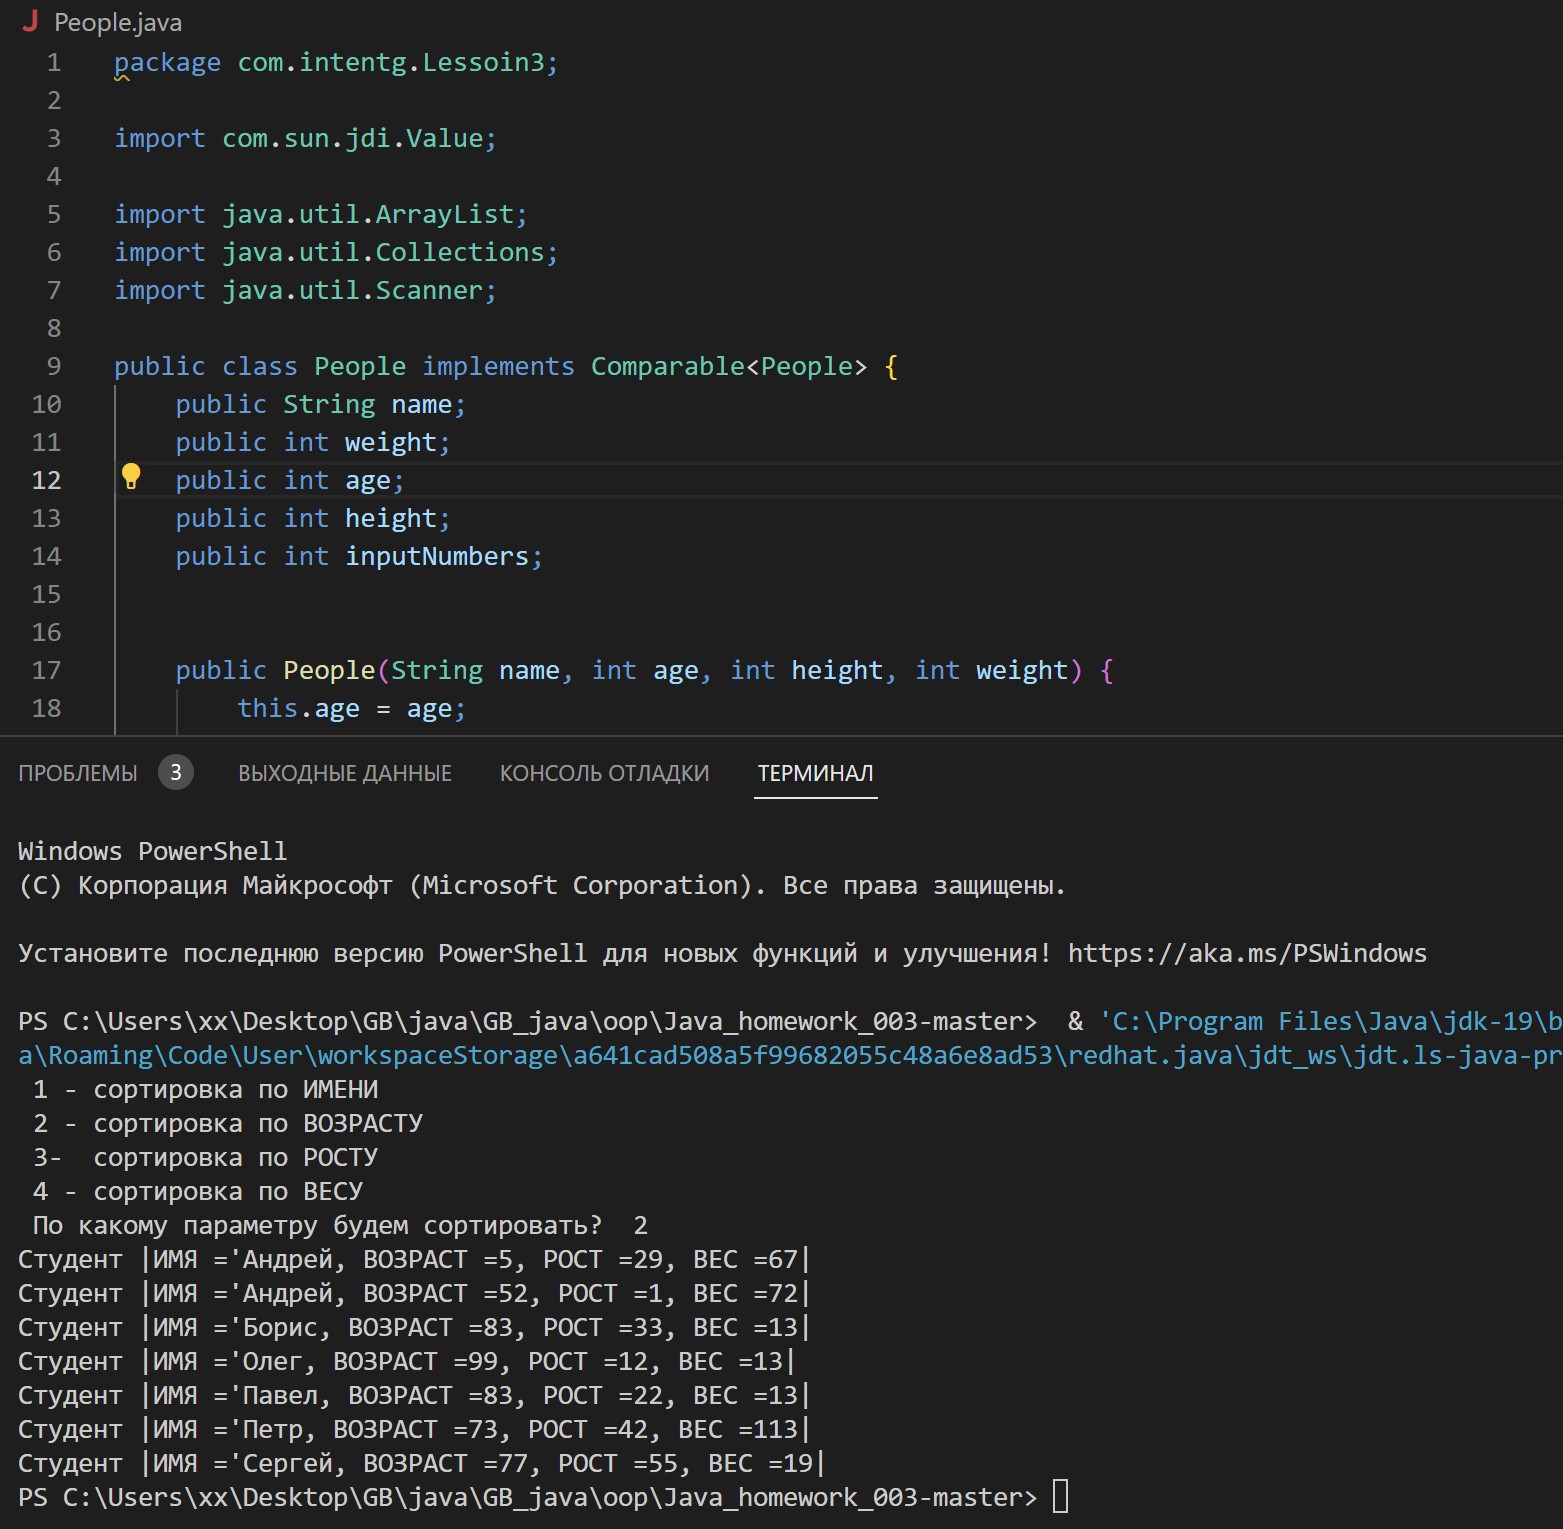 People.java
1 package com.intentg.Lessoin3;
2
3 import com.sun.jdi.Value;
4
5 import java.util.ArrayList;
6 import java.util.Collections;
7 import java.util.Scanner;
8
9 public class People implements Comparable<People> {
10 public String name;
11 public int weight;
12 public int age;
13 public int height;
14 public int inputNumbers;
15
16
17 public People(String name, int age, int height, int weight) {
18 this.age = age;
ПРОБЛЕМЫ 3 ВЫХОДНЫЕ ДАННЫЕ КОНСОЛЬ ОТЛАДКИ ТЕРМИНАЛ
Windows PowerShell
(C) Корпорация Майкрософт (Microsoft Corporation). Все права защищены.
Установите последнюю версию PowerShell для новых функций и улучшения! https://aka.ms/PSWindows
PS C:\Users\xx\Desktop\GB\java\GB_java\oop\Java_homework_003-master>  & 'C:\Program Files\Java\jdk-19\b
a\Roaming\Code\User\workspaceStorage\a641cad508a5f99682055c48a6e8ad53\redhat.java\jdt_ws\jdt.ls-java-pr
1 - сортировка по ИМЕНИ
2 - сортировка по ВОЗРАСТУ
3-  сортировка по РОСТУ
4 - сортировка по ВЕСУ
По какому параметру будем сортировать?  2
Студент |ИМЯ ='Андрей, ВОЗРАСТ =5, РОСТ =29, ВЕС =67|
Студент |ИМЯ ='Андрей, ВОЗРАСТ =52, РОСТ =1, ВЕС =72|
Студент |ИМЯ ='Борис, ВОЗРАСТ =83, РОСТ =33, ВЕС =13|
Студент |ИМЯ ='Олег, ВОЗРАСТ =99, РОСТ =12, ВЕС =13|
Студент |ИМЯ ='Павел, ВОЗРАСТ =83, РОСТ =22, ВЕС =13|
Студент |ИМЯ ='Петр, ВОЗРАСТ =73, РОСТ =42, ВЕС =113|
Студент |ИМЯ ='Сергей, ВОЗРАСТ =77, РОСТ =55, ВЕС =19|
PS C:\Users\xx\Desktop\GB\java\GB_java\oop\Java_homework_003-master>